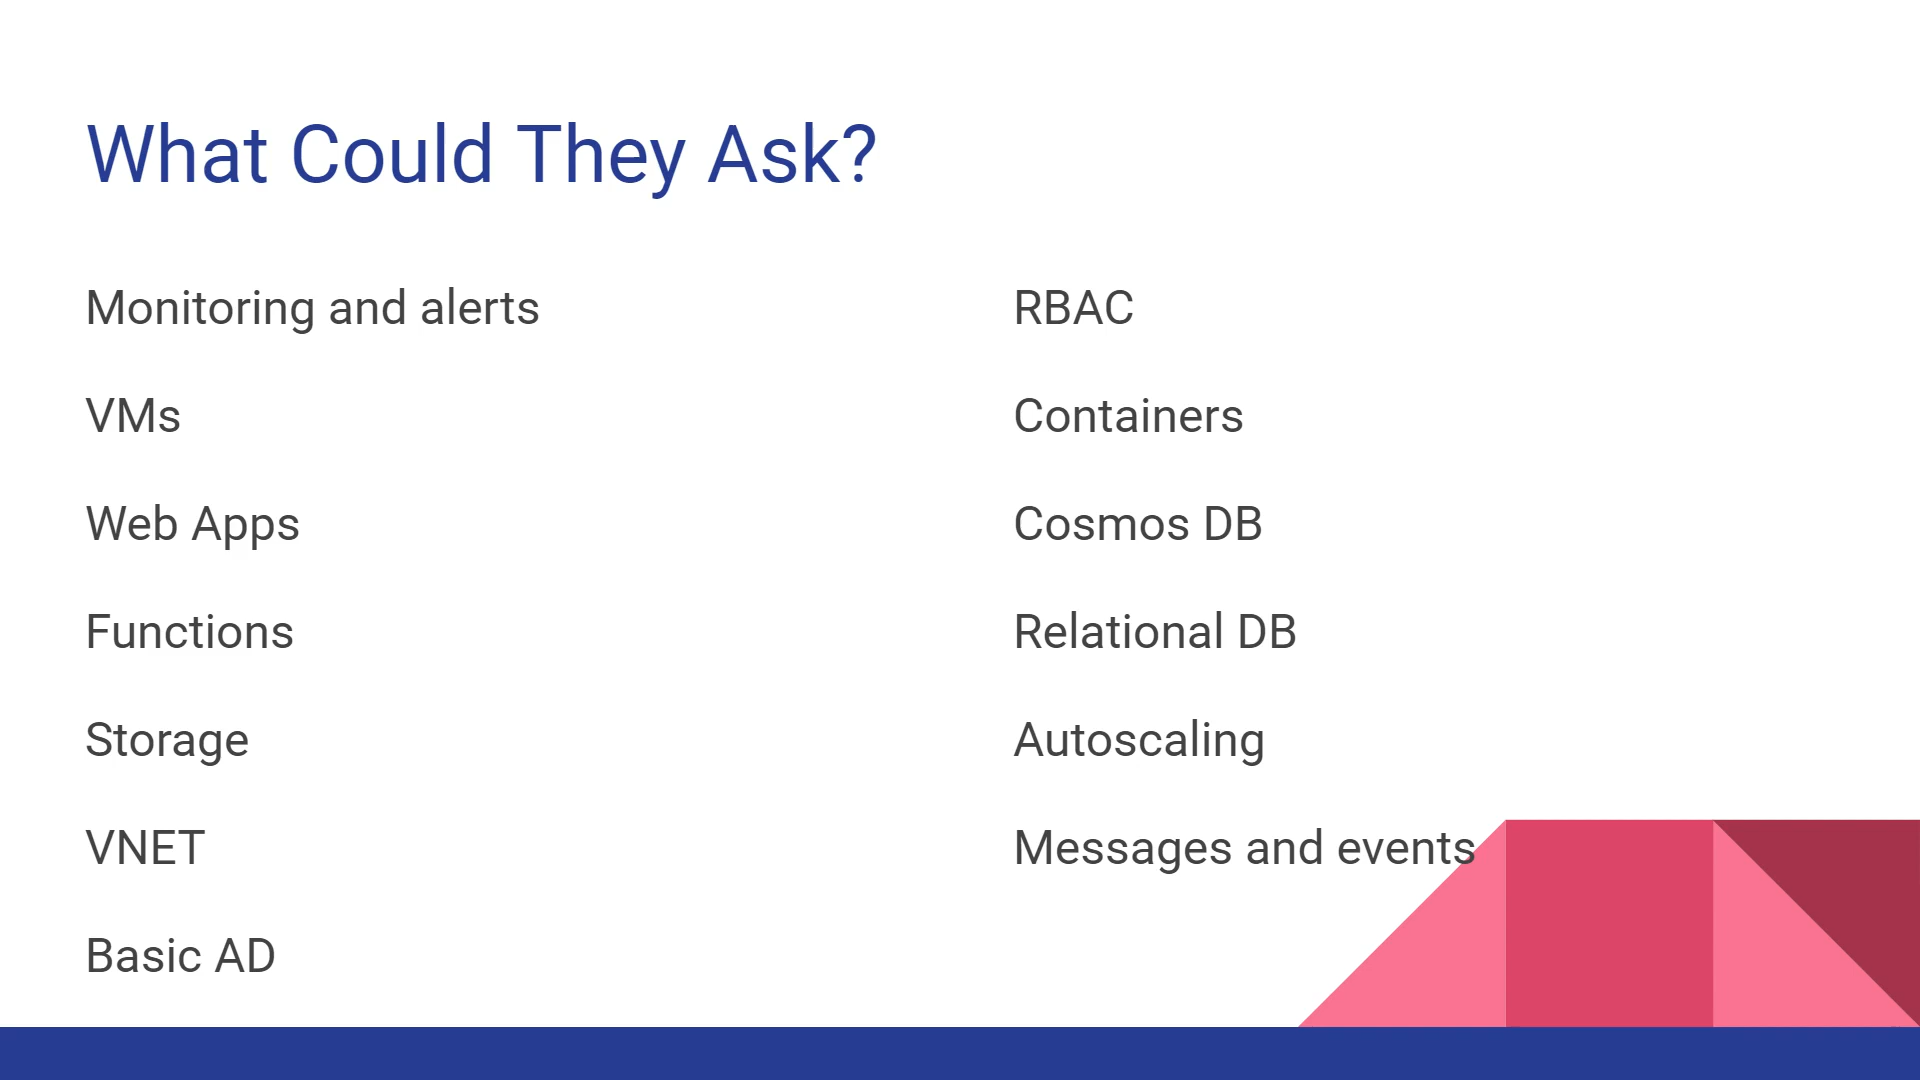 What Could They Ask?
Monitoring and alerts
VMs
Web Apps
Functions
Storage
VNET
Basic AD
RBAC
Containers
Cosmos DB
Relational DB
Autoscaling
Messages and events